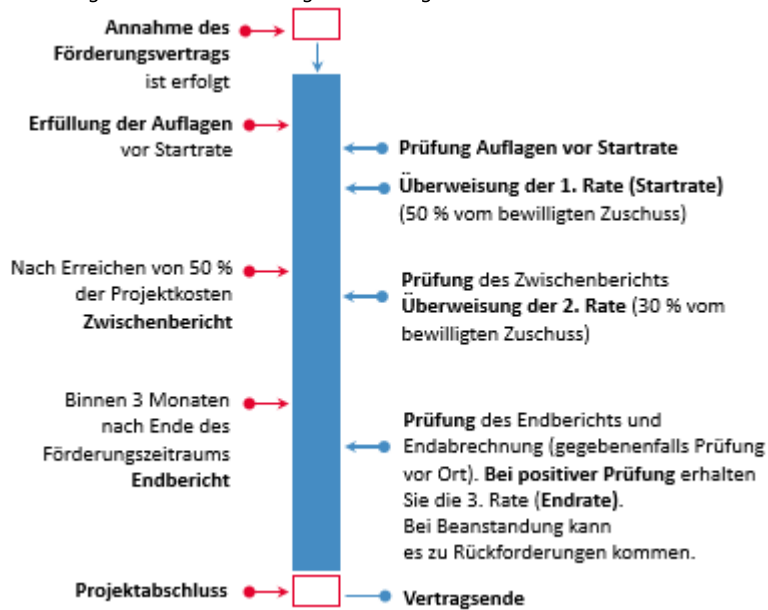 Annahme des
Förderungsvertrags
ist erfolgt
Erfüllung der Auflagen
vor Startrate
Prüfung Auflagen vor Startrate
Überweisung der 1. Rate (Startrate)
(50 % vom bewilligten Zuschuss)
Nach Erreichen von 50 %
der Projektkosten
Zwischenbericht
Prüfung des Zwischenberichts
Überweisung der 2. Rate (30 % vom
bewilligten Zuschuss)
Binnen 3 Monaten
nach Ende des
Förderungszeitraums
Endbericht
Prüfung des Endberichts und
Endabrechnung (gegebenenfalls Prüfung
vor Ort). Bei positiver Prüfung erhalten
Sie die 3. Rate (Endrate).
Bei Beanstandung kann
es zu Rückforderungen kommen.
Projektabschluss
Vertragsende